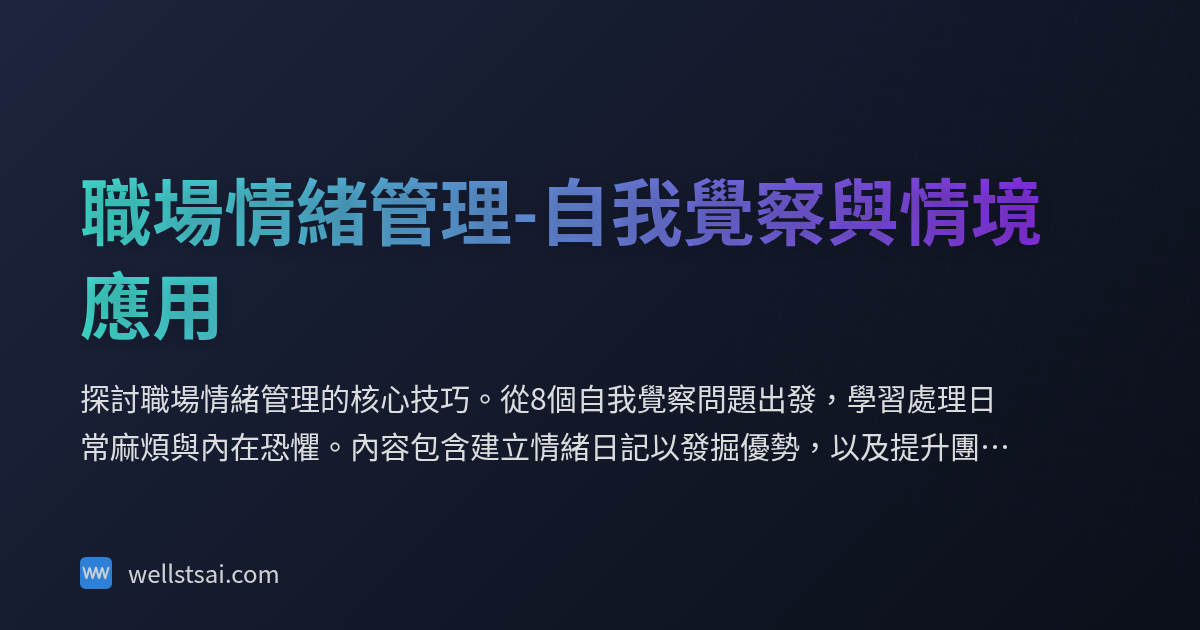 職場情緒管理-自我覺察與情境
應用
探討職場情緒管理的核心技巧。從8個自我覺察問題出發，學習處理日
常麻煩與內在恐懼。內容包含建立情緒日記以發掘優勢，以及提升團…
wellstsai.com